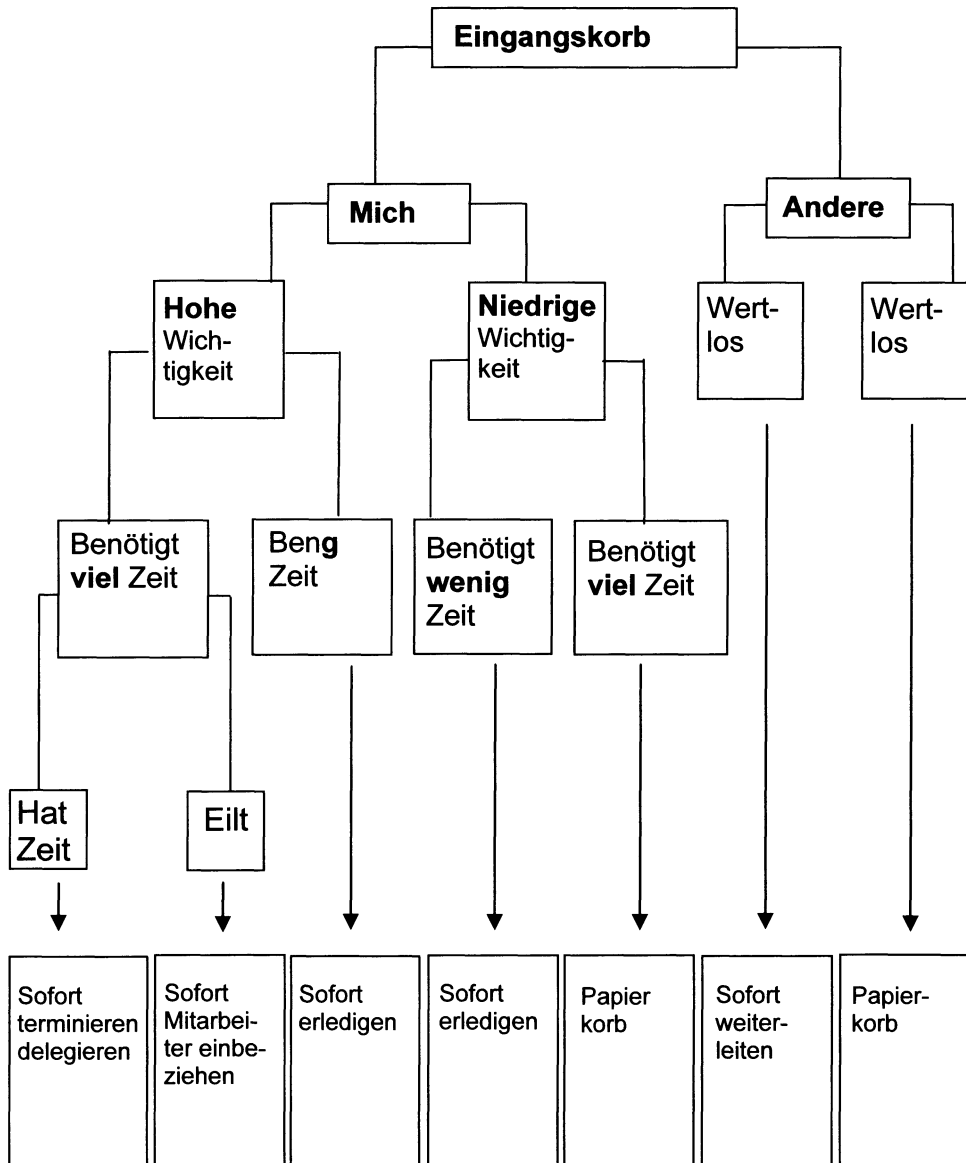 Eingangskorb
Mich
Andere
Hohe
Wich-
tigkeit
Niedrige
Wichtig-
keit
Wert-
los
Wert-
los
Benötigt
viel Zeit
Beng
Zeit
Benötigt
wenig
Zeit
Benötigt
viel Zeit
Hat
Zeit
Eilt
Sofort
terminieren
delegieren
Sofort
Mitarbei-
ter einbe-
ziehen
Sofort
erledigen
Sofort
erledigen
Papier
korb
Sofort
weiter-
leiten
Papier-
korb